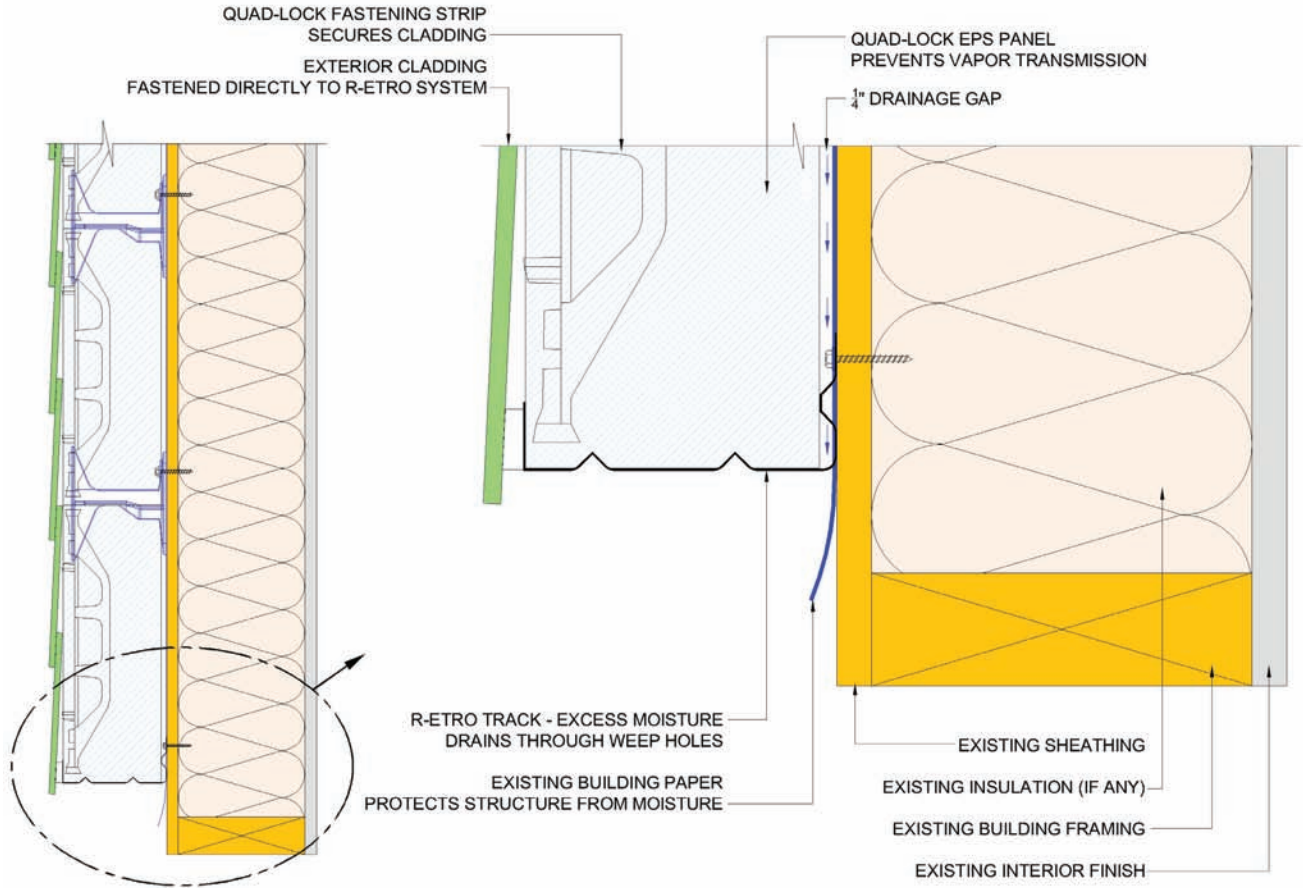 QUAD-LOCK FASTENING STRIP
SECURES CLADDING
EXTERIOR CLADDING
FASTENED DIRECTLY TO R-ETRO SYSTEM
QUAD-LOCK EPS PANEL
PREVENTS VAPOR TRANSMISSION
1/4" DRAINAGE GAP
R-ETRO TRACK - EXCESS MOISTURE
DRAINS THROUGH WEEP HOLES
EXISTING BUILDING PAPER
PROTECTS STRUCTURE FROM MOISTURE
EXISTING SHEATHING
EXISTING INSULATION (IF ANY)
EXISTING BUILDING FRAMING
EXISTING INTERIOR FINISH